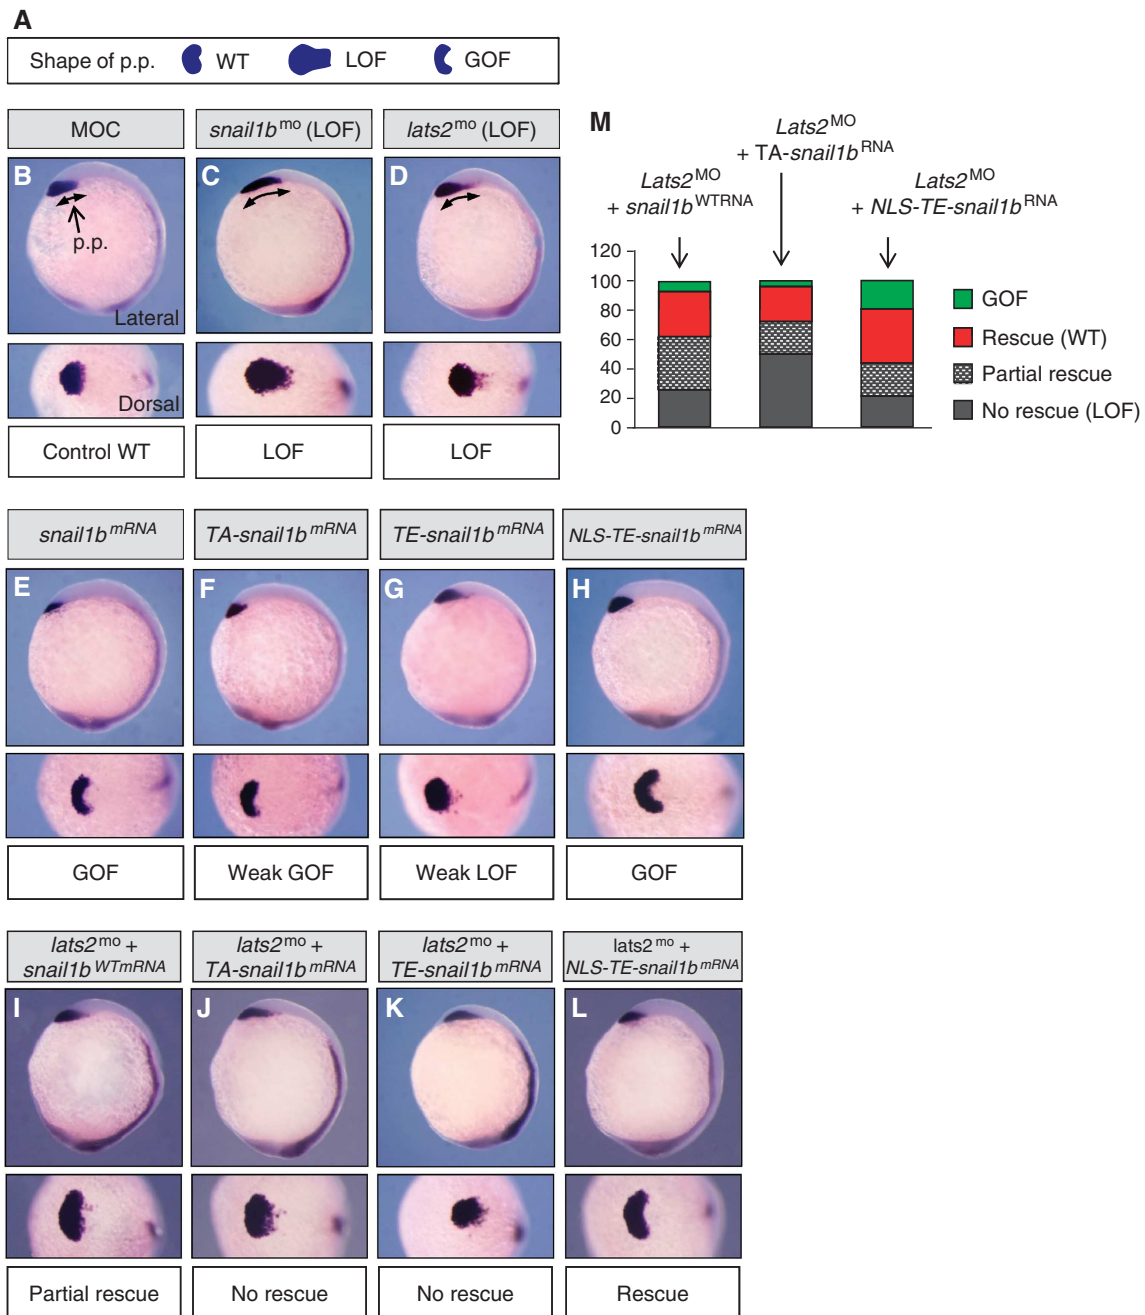 A
Shape of p.p. WT LOF GOF
MOC
snail1b mo (LOF)
lats2 mo (LOF)
B
p.p.
Lateral
Dorsal
C
D
Control WT
LOF
LOF
M
Lats2 MO
+ snail1b WTRNA
Lats2 MO
+ TA-snail1b RNA
Lats2 MO
+ NLS-TE-snail1b RNA
120
100
80
60
40
20
0
GOF
Rescue (WT)
Partial rescue
No rescue (LOF)
snail1b mRNA
TA-snail1b mRNA
TE-snail1b mRNA
NLS-TE-snail1b mRNA
E
F
G
H
GOF
Weak GOF
Weak LOF
GOF
lats2 mo +
snail1b WTmRNA
lats2 mo +
TA-snail1b mRNA
lats2 mo +
TE-snail1b mRNA
lats2 mo +
NLS-TE-snail1b mRNA
I
J
K
L
Partial rescue
No rescue
No rescue
Rescue